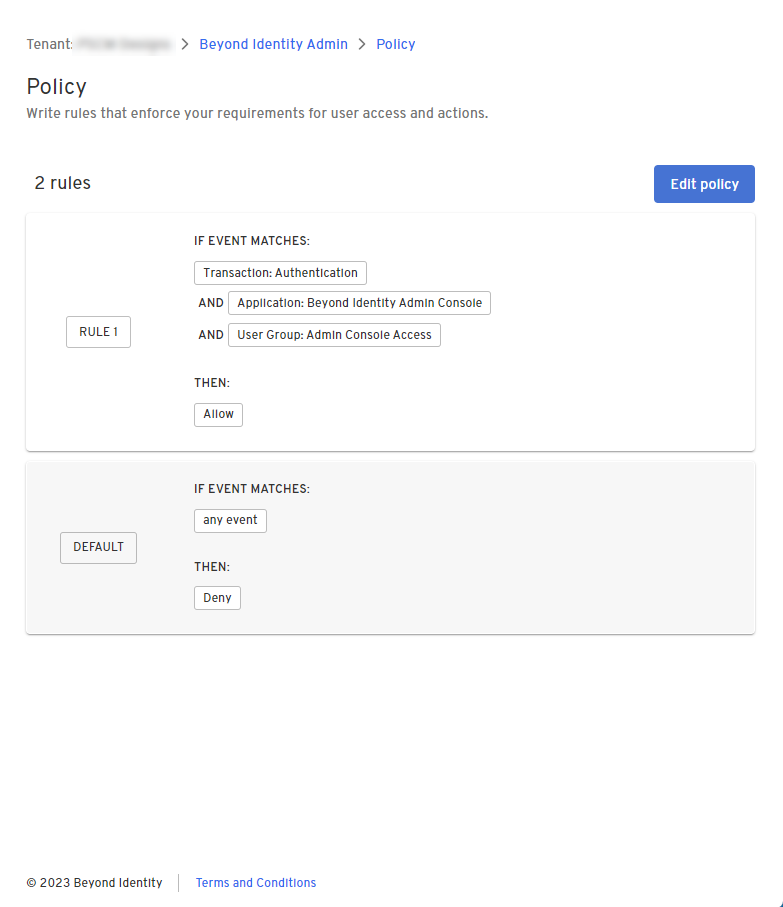 Tenant: > Beyond Identity Admin > Policy
Policy
Write rules that enforce your requirements for user access and actions.
2 rules
Edit policy
IF EVENT MATCHES:
Transaction: Authentication
AND Application: Beyond Identity Admin Console
RULE 1
AND User Group: Admin Console Access
THEN:
Allow
IF EVENT MATCHES:
any event
DEFAULT
THEN:
Deny
© 2023 Beyond Identity | Terms and Conditions